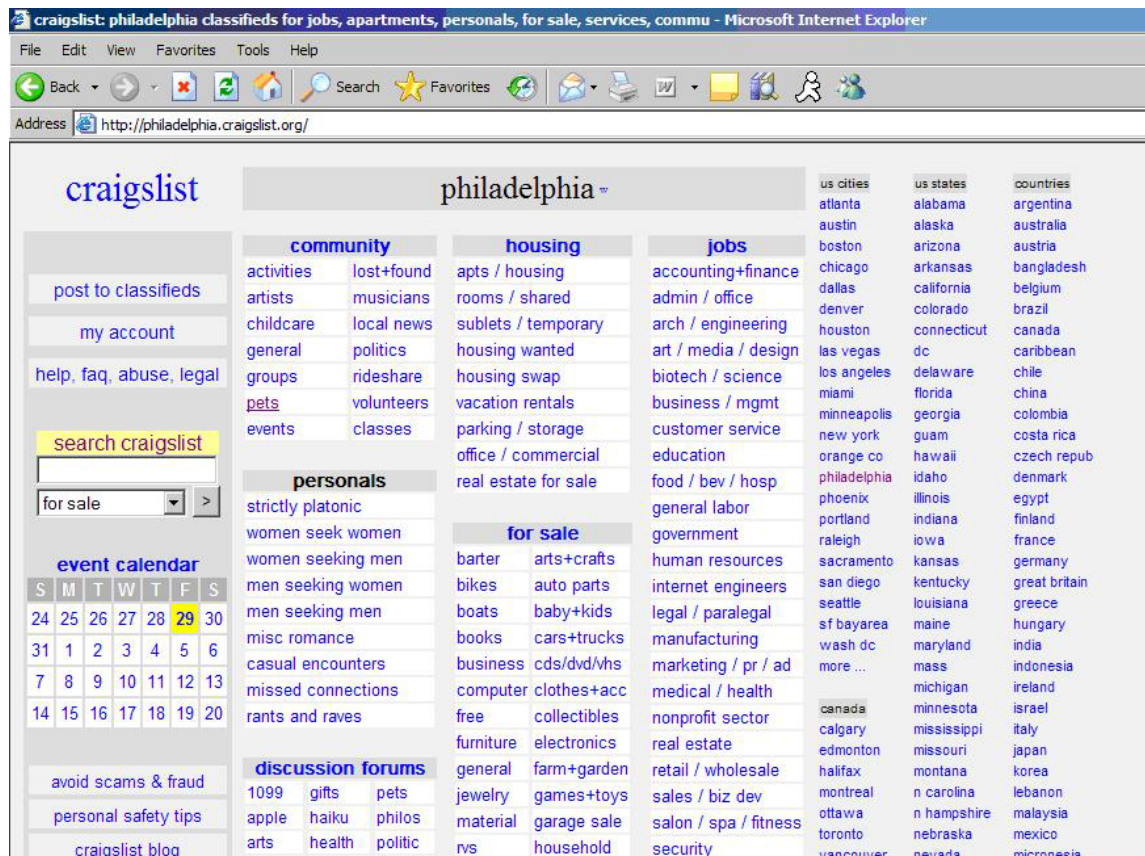 craigslist: philadelphia classifieds for jobs, apartments, personals, for sale, services, commu - Microsoft Internet Explorer
File Edit View Favorites Tools Help
Back Search Favorites
Address http://philadelphia.craigslist.org/
craigslist
post to classifieds
my account
help, faq, abuse, legal
search craigslist
for sale >
event calendar
S M T W T F S
24 25 26 27 28 29 30
31 1 2 3 4 5 6
7 8 9 10 11 12 13
14 15 16 17 18 19 20
avoid scams & fraud
personal safety tips
craigslist blog
philadelphia w
community
activities lost+found
artists musicians
childcare local news
general politics
groups rideshare
pets volunteers
events classes
personals
strictly platonic
women seek women
women seeking men
men seeking women
men seeking men
misc romance
casual encounters
missed connections
rants and raves
discussion forums
1099 gifts pets
apple haiku philos
arts health politic
housing
apts / housing
rooms / shared
sublets / temporary
housing wanted
housing swap
vacation rentals
parking / storage
office / commercial
real estate for sale
for sale
barter arts+crafts
bikes auto parts
boats baby+kids
books cars+trucks
business cds/dvd/vhs
computer clothes+acc
free collectibles
furniture electronics
general farm+garden
jewelry games+toys
material garage sale
rvs household
jobs
accounting+finance
admin / office
arch / engineering
art / media / design
biotech / science
business / mgmt
customer service
education
food / bev / hosp
general labor
government
human resources
internet engineers
legal / paralegal
manufacturing
marketing / pr / ad
medical / health
nonprofit sector
real estate
retail / wholesale
sales / biz dev
salon / spa / fitness
security
us cities
atlanta
austin
boston
chicago
dallas
denver
houston
las vegas
los angeles
miami
minneapolis
new york
orange co
philadelphia
phoenix
portland
raleigh
sacramento
san diego
seattle
sf bayarea
wash dc
more ...
canada
calgary
edmonton
halifax
montreal
ottawa
toronto
vancouver
us states
alabama
alaska
arizona
arkansas
california
colorado
connecticut
dc
delaware
florida
georgia
guam
hawaii
idaho
illinois
indiana
iowa
kansas
kentucky
louisiana
maine
maryland
mass
michigan
minnesota
mississippi
missouri
montana
n carolina
n hampshire
nebraska
nevada
countries
argentina
australia
austria
bangladesh
belgium
brazil
canada
caribbean
chile
china
colombia
costa rica
czech repub
denmark
egypt
finland
france
germany
great britain
greece
hungary
india
indonesia
ireland
israel
italy
japan
korea
lebanon
malaysia
mexico
micronesia